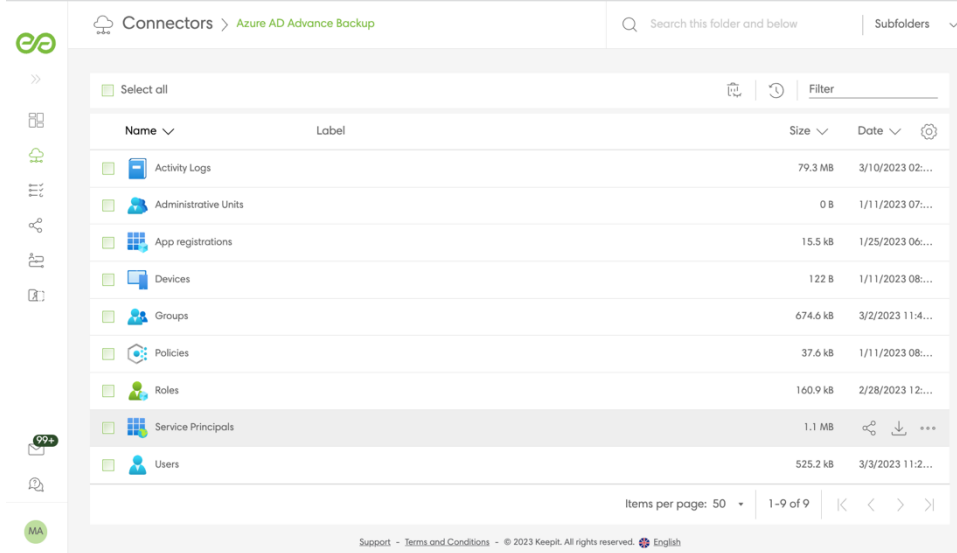 Connectors > Azure AD Advance Backup
Search this folder and below
Subfolders
Select all
Filter
Name Label Size Date
Activity Logs 79.3 MB 3/10/2023 02:...
Administrative Units 0 B 1/11/2023 07:...
App registrations 15.5 kB 1/25/2023 06:...
Devices 122 B 1/11/2023 08:...
Groups 674.6 kB 3/2/2023 11:4...
Policies 37.6 kB 1/11/2023 08:...
Roles 160.9 kB 2/28/2023 12:...
Service Principals 1.1 MB
Users 525.2 kB 3/3/2023 11:2...
99+
Items per page: 50 1-9 of 9
MA
Support - Terms and Conditions - © 2023 Keepit. All rights reserved. English